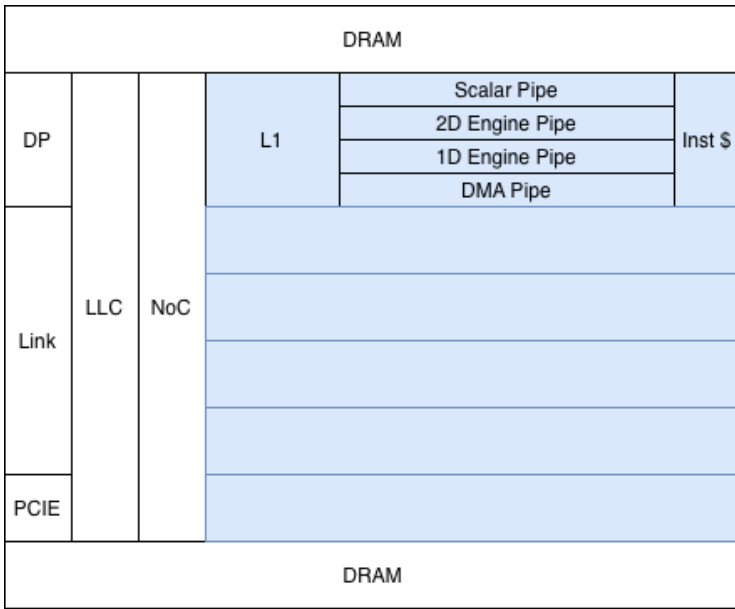 DRAM
DP
LLC
NoC
L1
Scalar Pipe
2D Engine Pipe
1D Engine Pipe
DMA Pipe
Inst $
Link
PCIE
DRAM